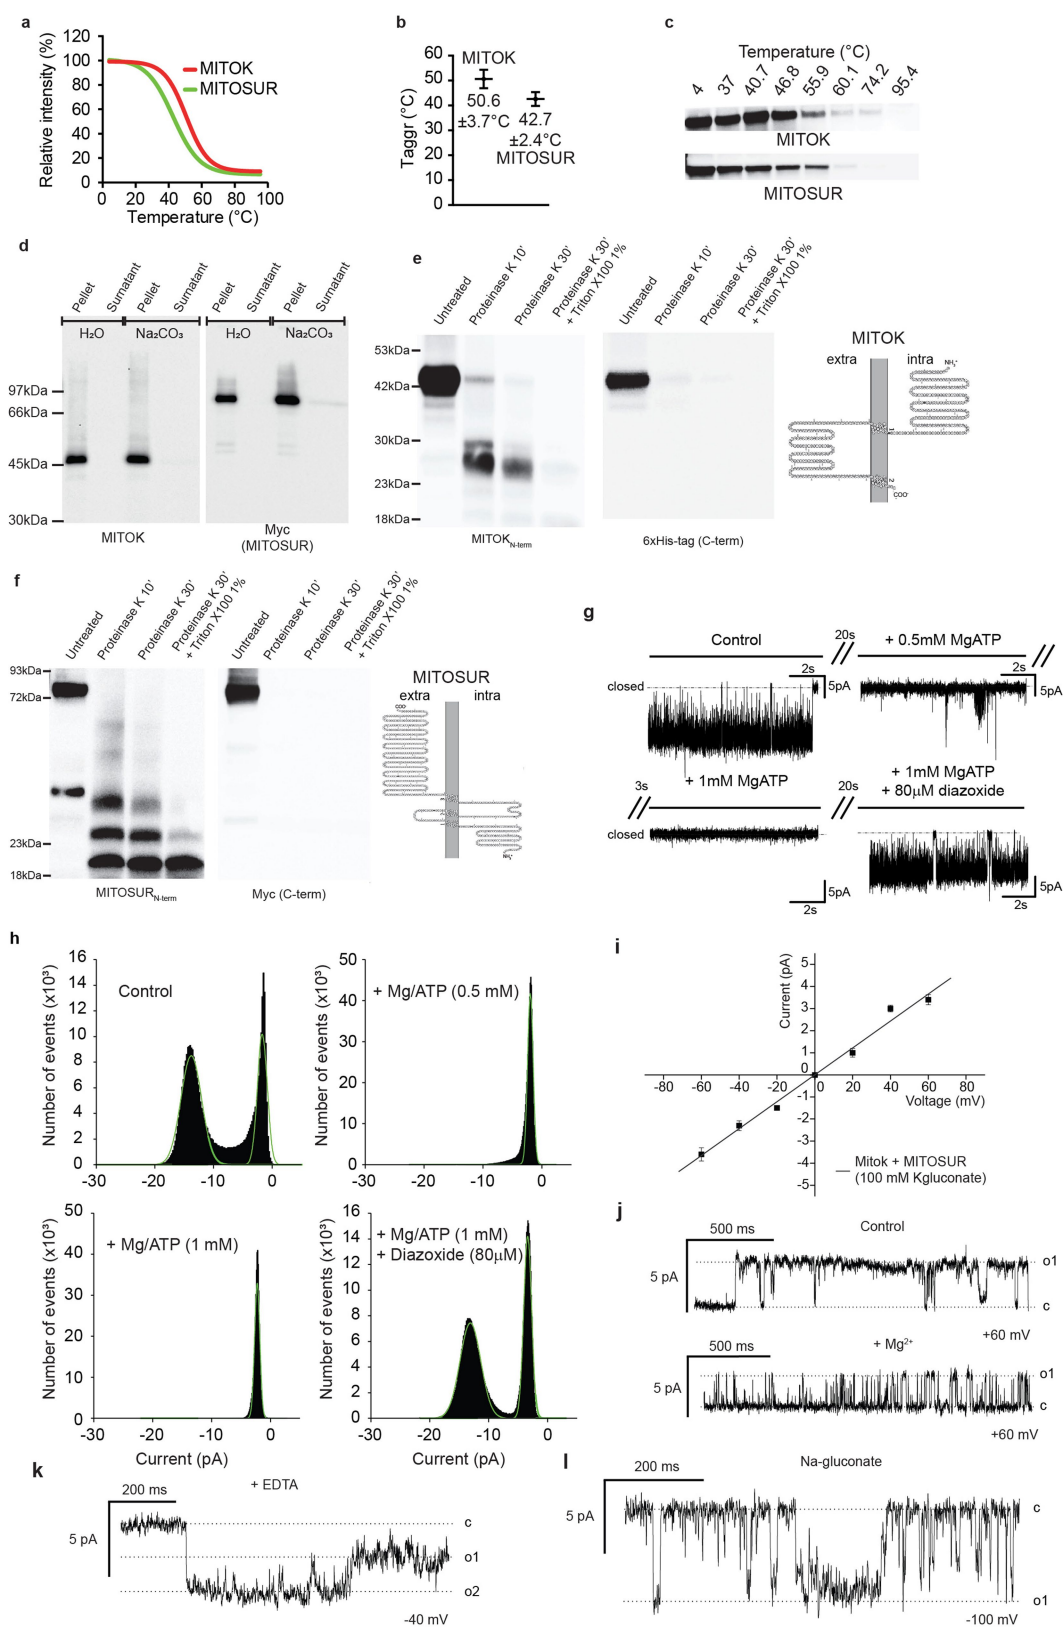 a
120
100
80
60
40
20
0
Relative intensity (%)
MITOK
MITOSUR
0 20 40 60 80 100
Temperature (°C)
b
60
50
40
30
20
10
0
Taggr (°C)
MITOK
50.6
±3.7°C
42.7
±2.4°C
MITOSUR
c
Temperature (°C)
4 37 40.7 46.8 55.9 60.1 74.2 95.4
MITOK
MITOSUR
d
Pellet Surnatant Pellet Surnatant Pellet Surnatant Pellet Surnatant
H₂O Na₂CO₃ H₂O Na₂CO₃
97kDa
66kDa
45kDa
30kDa
MITOK
Myc
(MITOSUR)
e
Untreated Proteinase K 10' Proteinase K 30' Proteinase K 30'
+ Triton X100 1%
Untreated Proteinase K 10' Proteinase K 30' Proteinase K 30'
+ Triton X100 1%
53kDa
42kDa
30kDa
23kDa
18kDa
MITOK N-term
6xHis-tag (C-term)
MITOK
extra intra
NH₃⁺
1
2
COO⁻
f
Untreated Proteinase K 10' Proteinase K 30' Proteinase K 30'
+ Triton X100 1%
Untreated Proteinase K 10' Proteinase K 30' Proteinase K 30'
+ Triton X100 1%
93kDa
72kDa
23kDa
18kDa
MITOSUR N-term
Myc (C-term)
MITOSUR
extra intra
COO⁻
NH₃⁺
g
Control
20s
+ 0.5mM MgATP
2s
5pA
2s
5pA
closed
3s
+ 1mM MgATP
20s
+ 1mM MgATP
+ 80μM diazoxide
closed
5pA
2s
5pA
2s
h
16
14
12
10
8
6
4
2
0
Number of events (x10³)
Control
-30 -20 -10 0
50
40
30
20
10
0
Number of events (x10³)
+ Mg/ATP (0.5 mM)
-30 -20 -10 0
50
40
30
20
10
0
Number of events (x10³)
+ Mg/ATP (1 mM)
-30 -20 -10 0
Current (pA)
16
14
12
10
8
6
4
2
0
Number of events (x10³)
+ Mg/ATP (1 mM)
+ Diazoxide (80μM)
-30 -20 -10 0
Current (pA)
i
5
4
3
2
1
0
-1
-2
-3
-4
-5
Current (pA)
-80 -60 -40 -20 0 20 40 60 80
Voltage (mV)
Mitok + MITOSUR
(100 mM Kgluconate)
j
Control
500 ms
5 pA
o1
c
+60 mV
+ Mg²⁺
500 ms
5 pA
o1
c
+60 mV
k
+ EDTA
200 ms
5 pA
c
o1
o2
-40 mV
l
Na-gluconate
200 ms
5 pA
c
o1
-100 mV